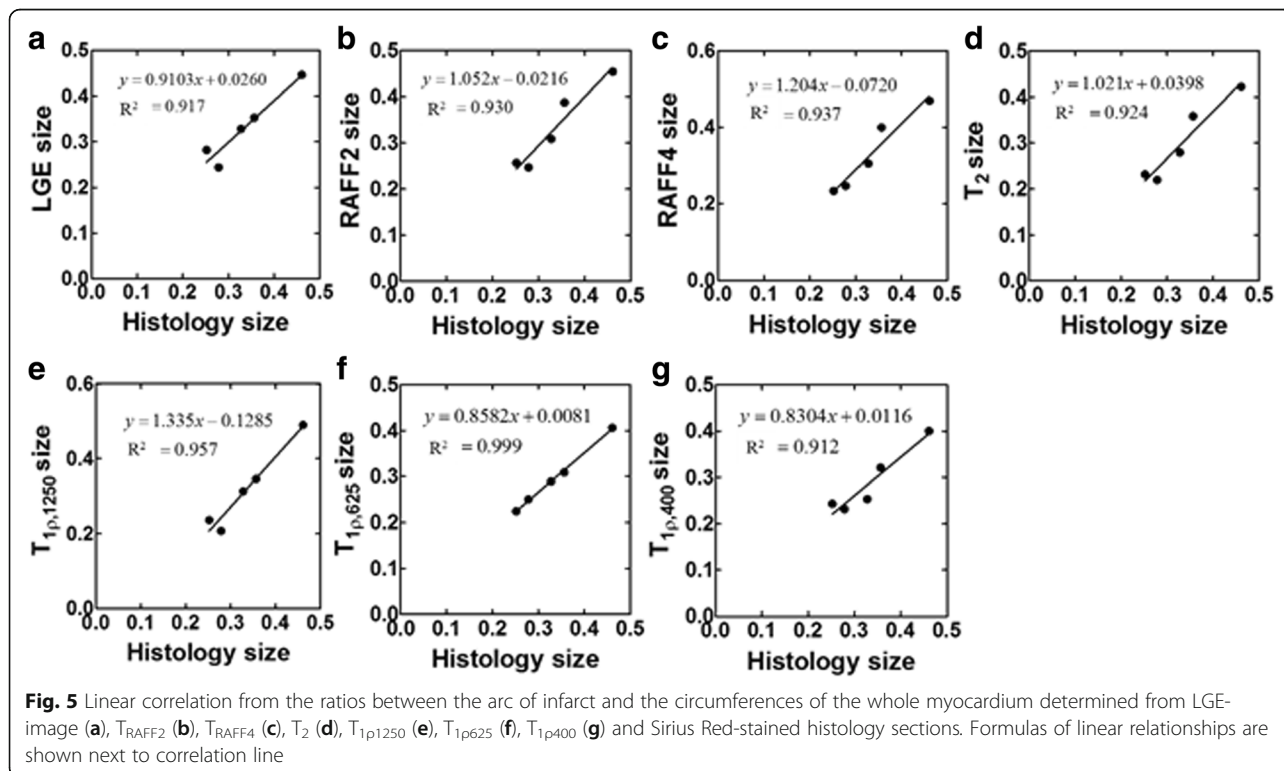 a
0.5
0.4
0.3
0.2
0.1
0.0
LGE size
y = 0.9103x + 0.0260
R² = 0.917
0.0 0.1 0.2 0.3 0.4 0.5
Histology size
b
0.5
0.4
0.3
0.2
0.1
0.0
RAFF2 size
y = 1.052x − 0.0216
R² = 0.930
0.0 0.1 0.2 0.3 0.4 0.5
Histology size
c
0.6
0.4
0.2
0.0
RAFF4 size
y = 1.204x − 0.0720
R² = 0.937
0.0 0.1 0.2 0.3 0.4 0.5
Histology size
d
0.5
0.4
0.3
0.2
0.1
0.0
T₂ size
y = 1.021x + 0.0398
R² = 0.924
0.0 0.1 0.2 0.3 0.4 0.5
Histology size
e
0.6
0.4
0.2
0.0
T1ρ,1250 size
y = 1.335x − 0.1285
R² = 0.957
0.0 0.1 0.2 0.3 0.4 0.5
Histology size
f
0.5
0.4
0.3
0.2
0.1
0.0
T1ρ,625 size
y = 0.8582x + 0.0081
R² = 0.999
0.0 0.1 0.2 0.3 0.4 0.5
Histology size
g
0.5
0.4
0.3
0.2
0.1
0.0
T1ρ,400 size
y = 0.8304x + 0.0116
R² = 0.912
0.0 0.1 0.2 0.3 0.4 0.5
Histology size
Fig. 5 Linear correlation from the ratios between the arc of infarct and the circumferences of the whole myocardium determined from LGE-
image (a), TRAFF2 (b), TRAFF4 (c), T₂ (d), T1ρ1250 (e), T1ρ625 (f), T1ρ400 (g) and Sirius Red-stained histology sections. Formulas of linear relationships are
shown next to correlation line